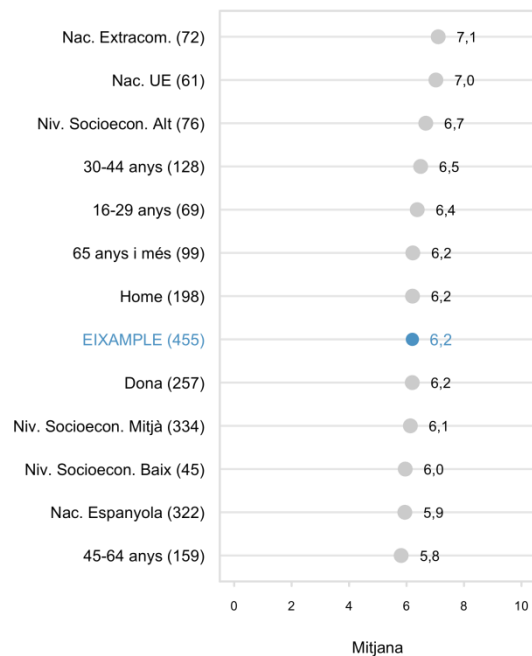 Nac. Extracom. (72) 7,1
Nac. UE (61) 7,0
Niv. Socioecon. Alt (76) 6,7
30-44 anys (128) 6,5
16-29 anys (69) 6,4
65 anys i més (99) 6,2
Home (198) 6,2
EIXAMPLE (455) 6,2
Dona (257) 6,2
Niv. Socioecon. Mitjà (334) 6,1
Niv. Socioecon. Baix (45) 6,0
Nac. Espanyola (322) 5,9
45-64 anys (159) 5,8
0 2 4 6 8 10
Mitjana